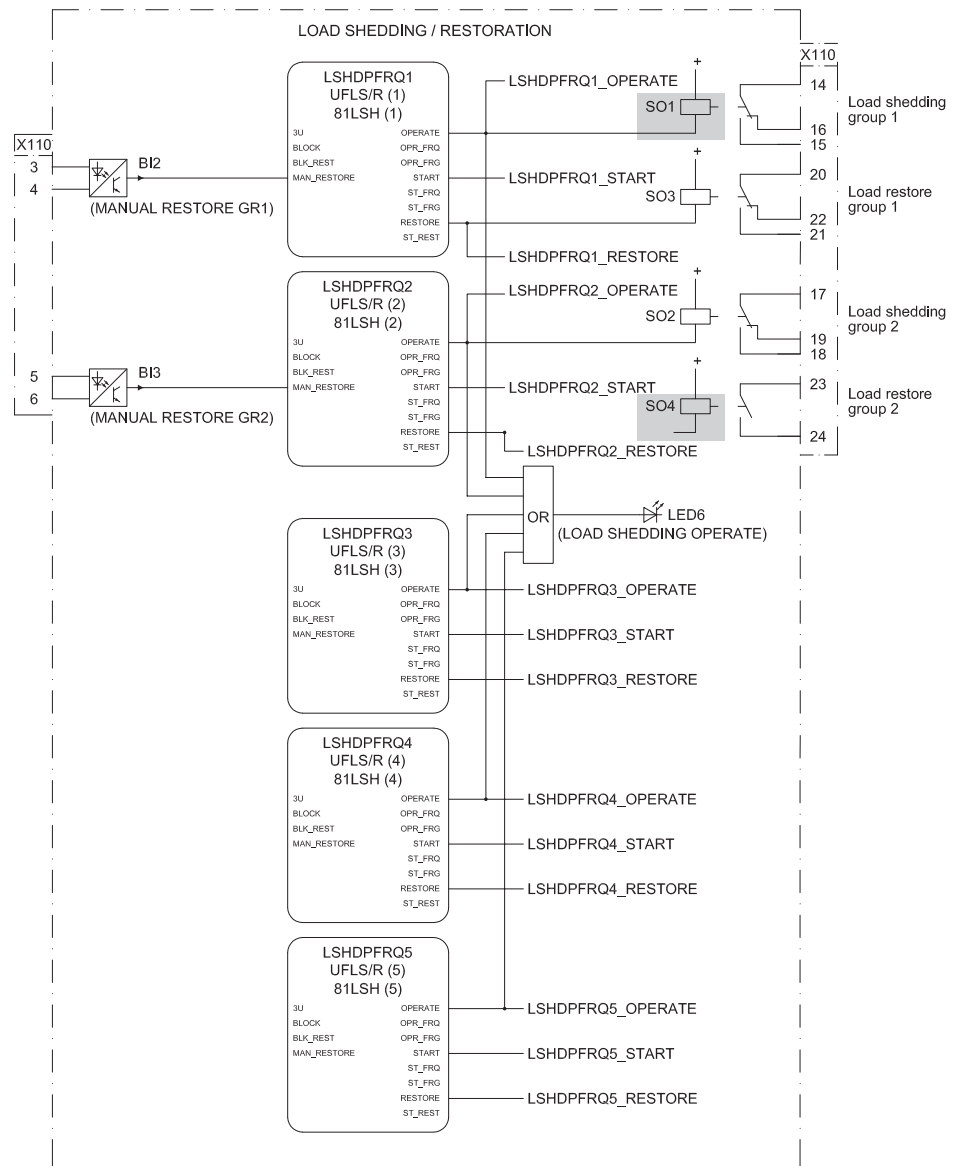 LOAD SHEDDING / RESTORATION
X110
LSHDPFRQ1
UFLS/R (1)
81LSH (1)
3U OPERATE
BLOCK OPR_FRQ
BLK_REST OPR_FRG
MAN_RESTORE START
ST_FRQ
ST_FRG
RESTORE
ST_REST
LSHDPFRQ1_OPERATE
+
SO1
14
16
15
Load shedding
group 1
X110
3
4
BI2
(MANUAL RESTORE GR1)
LSHDPFRQ1_START
+
SO3
20
22
21
Load restore
group 1
LSHDPFRQ1_RESTORE
LSHDPFRQ2
UFLS/R (2)
81LSH (2)
3U OPERATE
BLOCK OPR_FRQ
BLK_REST OPR_FRG
MAN_RESTORE START
ST_FRQ
ST_FRG
RESTORE
ST_REST
LSHDPFRQ2_OPERATE
+
SO2
17
19
18
Load shedding
group 2
5
6
BI3
(MANUAL RESTORE GR2)
LSHDPFRQ2_START
+
SO4
23
24
Load restore
group 2
LSHDPFRQ2_RESTORE
OR
LED6
(LOAD SHEDDING OPERATE)
LSHDPFRQ3
UFLS/R (3)
81LSH (3)
3U OPERATE
BLOCK OPR_FRQ
BLK_REST OPR_FRG
MAN_RESTORE START
ST_FRQ
ST_FRG
RESTORE
ST_REST
LSHDPFRQ3_OPERATE
LSHDPFRQ3_START
LSHDPFRQ3_RESTORE
LSHDPFRQ4
UFLS/R (4)
81LSH (4)
3U OPERATE
BLOCK OPR_FRQ
BLK_REST OPR_FRG
MAN_RESTORE START
ST_FRQ
ST_FRG
RESTORE
ST_REST
LSHDPFRQ4_OPERATE
LSHDPFRQ4_START
LSHDPFRQ4_RESTORE
LSHDPFRQ5
UFLS/R (5)
81LSH (5)
3U OPERATE
BLOCK OPR_FRQ
BLK_REST OPR_FRG
MAN_RESTORE START
ST_FRQ
ST_FRG
RESTORE
ST_REST
LSHDPFRQ5_OPERATE
LSHDPFRQ5_START
LSHDPFRQ5_RESTORE